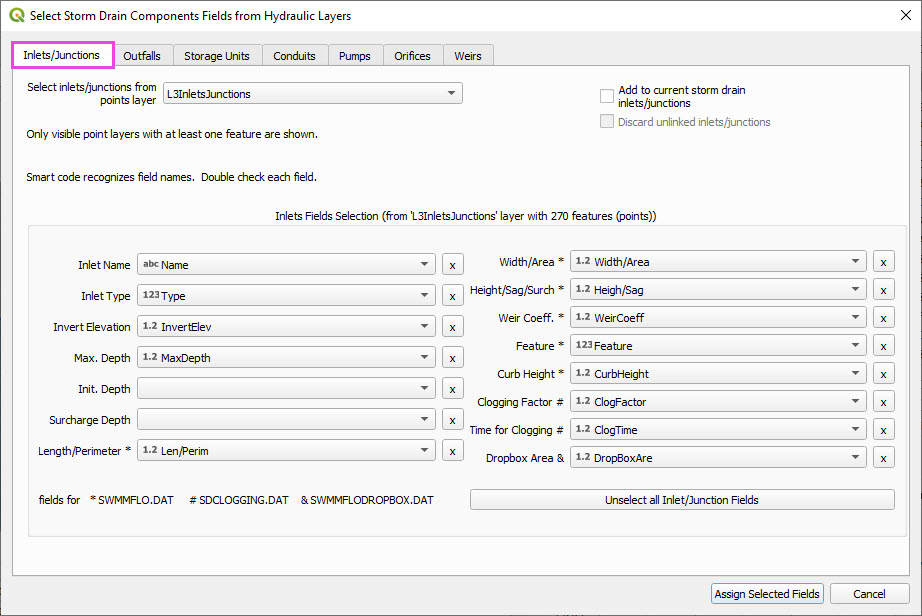 Select Storm Drain Components Fields from Hydraulic Layers
Inlets/Junctions Outfalls Storage Units Conduits Pumps Orifices Weirs
Select inlets/junctions from
points layer
L3InletsJunctions
Add to current storm drain
inlets/junctions
Discard unlinked inlets/junctions
Only visible point layers with at least one feature are shown.
Smart code recognizes field names. Double check each field.
Inlets Fields Selection (from 'L3InletsJunctions' layer with 270 features (points))
Inlet Name abc Name x
Inlet Type 123 Type x
Invert Elevation 1.2 InvertElev x
Max. Depth 1.2 MaxDepth x
Init. Depth x
Surcharge Depth x
Length/Perimeter * 1.2 Len/Perim x
Width/Area * 1.2 Width/Area x
Height/Sag/Surch * 1.2 Heigh/Sag x
Weir Coeff. * 1.2 WeirCoeff x
Feature * 123 Feature x
Curb Height * 1.2 CurbHeight x
Clogging Factor # 1.2 ClogFactor x
Time for Clogging # 1.2 ClogTime x
Dropbox Area & 1.2 DropBoxAre x
fields for * SWMMFLO.DAT # SDCLOGGING.DAT & SWMMFLODROPBOX.DAT
Unselect all Inlet/Junction Fields
Assign Selected Fields Cancel